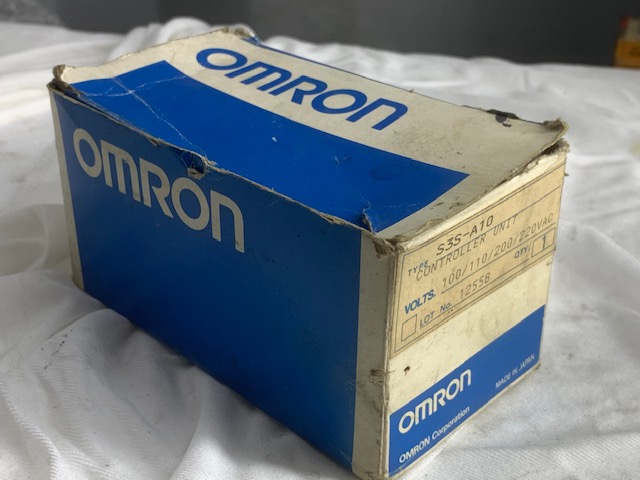 OMRON
OMRON
TYPE S3S-A10
CONTROLLER UNIT
VOLTS. 100/110/200/220VAC
LOT No. 1255B QTY 1
OMRON
MADE IN JAPAN
OMRON Corporation